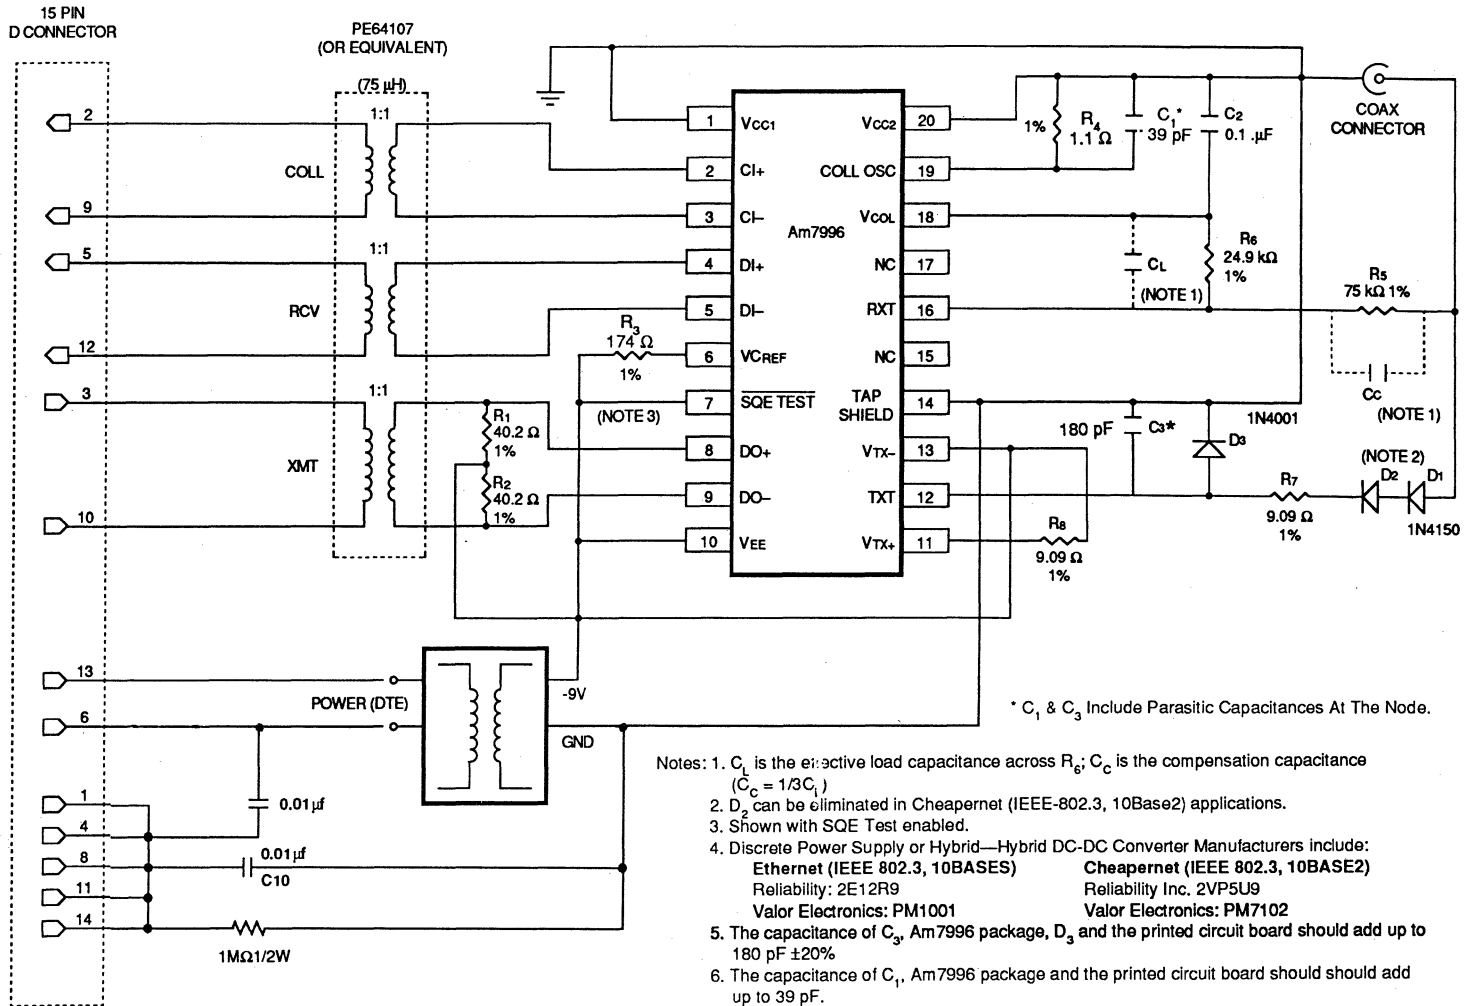 15 PIN
D CONNECTOR
PE64107
(OR EQUIVALENT)
(75 μH)
1:1
COLL
1:1
RCV
1:1
XMT
2
9
5
12
3
10
13
6
1
4
8
11
14
R1
40.2 Ω
1%
R2
40.2 Ω
1%
R3
174 Ω
1%
(NOTE 3)
1 VCC1
2 CI+
3 CI–
4 DI+
5 DI–
6 VCREF
7 SQE TEST
8 DO+
9 DO–
10 VEE
Am7996
VCC2 20
COLL OSC 19
VCOL 18
NC 17
RXT 16
NC 15
TAP
SHIELD 14
VTX– 13
TXT 12
VTX+ 11
1%
R4
1.1 Ω
C1*
39 pF
C2
0.1 .μF
COAX
CONNECTOR
CL
(NOTE 1)
R6
24.9 kΩ
1%
R5
75 kΩ 1%
CC
(NOTE 1)
180 pF
C3*
D3
1N4001
(NOTE 2)
D2
D1
1N4150
R7
9.09 Ω
1%
R8
9.09 Ω
1%
POWER (DTE)
-9V
GND
0.01 μf
0.01 μf
C10
1MΩ1/2W
* C1 & C3 Include Parasitic Capacitances At The Node.
Notes: 1. CL is the effective load capacitance across R6; CC is the compensation capacitance
(CC = 1/3Ci)
2. D2 can be eliminated in Cheapernet (IEEE-802.3, 10Base2) applications.
3. Shown with SQE Test enabled.
4. Discrete Power Supply or Hybrid—Hybrid DC-DC Converter Manufacturers include:
Ethernet (IEEE 802.3, 10BASES) Cheapernet (IEEE 802.3, 10BASE2)
Reliability: 2E12R9 Reliability Inc. 2VP5U9
Valor Electronics: PM1001 Valor Electronics: PM7102
5. The capacitance of C3, Am7996 package, D3 and the printed circuit board should add up to
180 pF ±20%
6. The capacitance of C1, Am7996 package and the printed circuit board should should add
up to 39 pF.